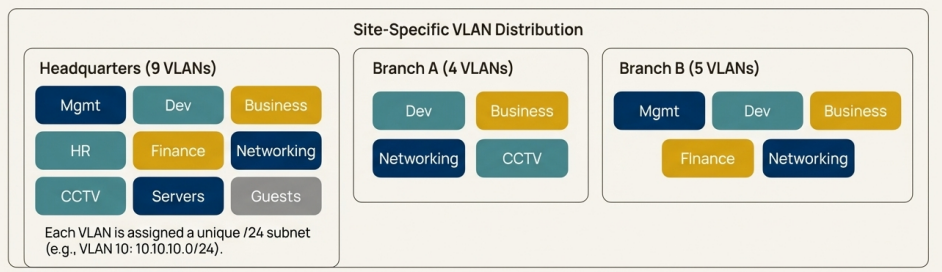 Site-Specific VLAN Distribution
Headquarters (9 VLANs)
Mgmt
Dev
Business
HR
Finance
Networking
CCTV
Servers
Guests
Each VLAN is assigned a unique /24 subnet
(e.g., VLAN 10: 10.10.10.0/24).
Branch A (4 VLANs)
Dev
Business
Networking
CCTV
Branch B (5 VLANs)
Mgmt
Dev
Business
FInance
Networking